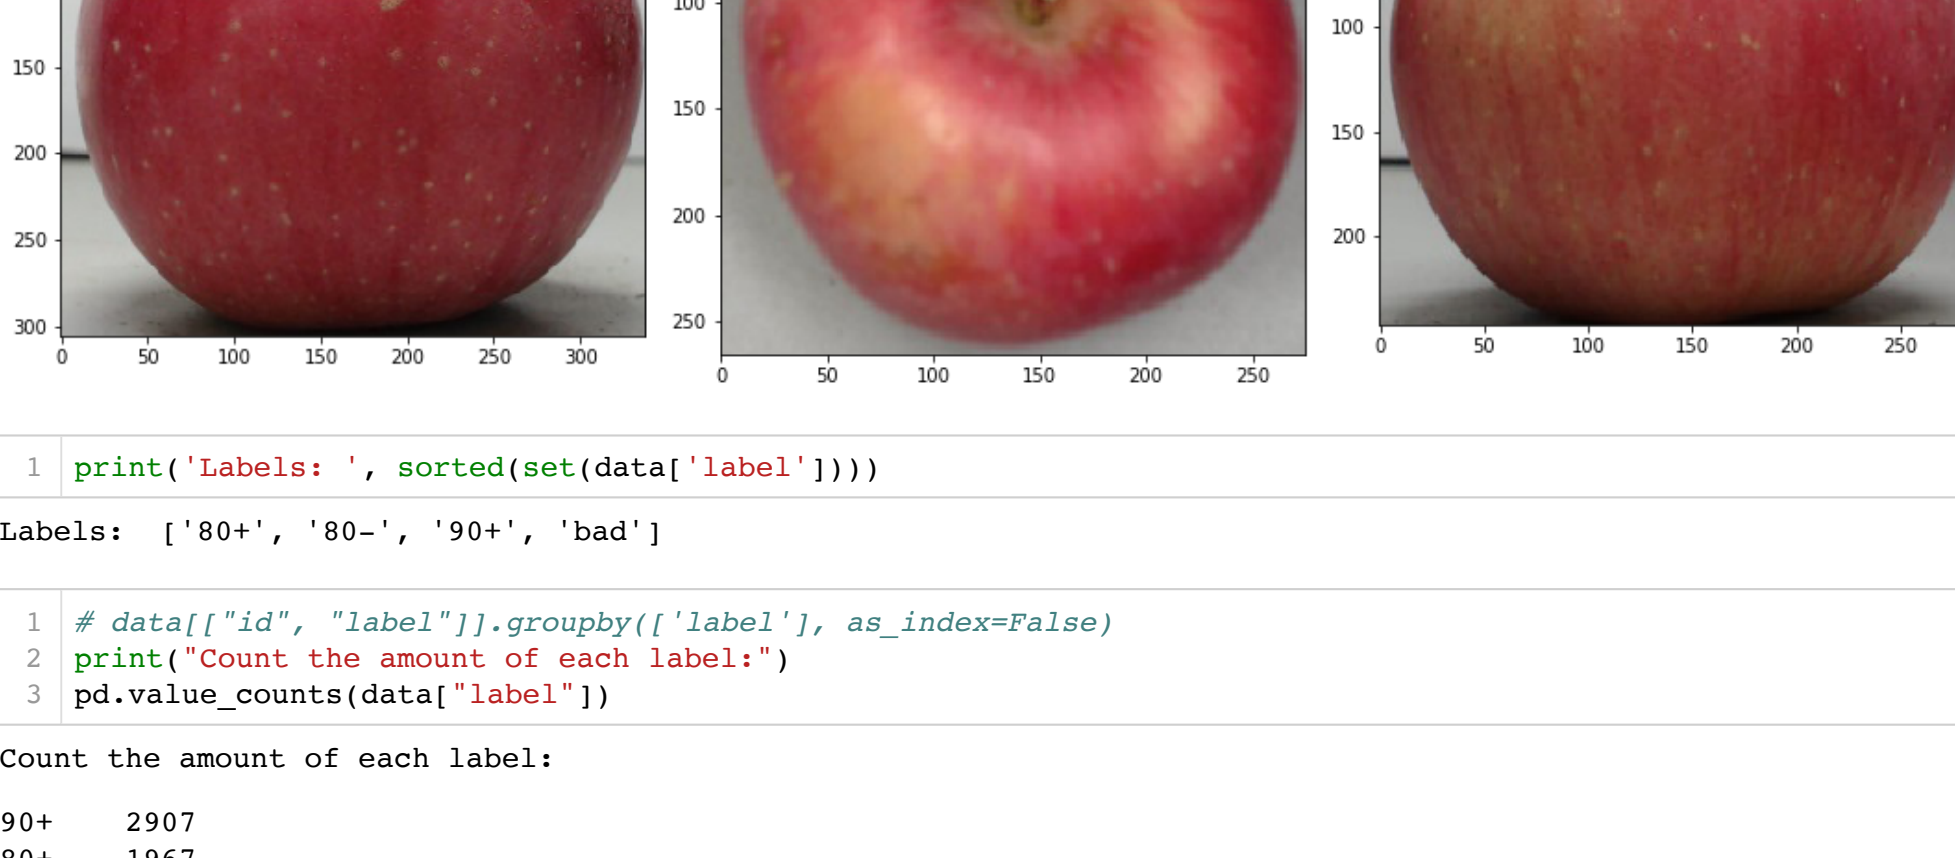 100
150
200
250
300
0 50 100 150 200 250 300
100
150
200
250
0 50 100 150 200 250
100
150
200
0 50 100 150 200 250
1 print('Labels: ', sorted(set(data['label'])))
Labels:  ['80+', '80-', '90+', 'bad']
1 # data[["id", "label"]].groupby(['label'], as_index=False)
2 print("Count the amount of each label:")
3 pd.value_counts(data["label"])
Count the amount of each label:
90+    2907
80+    1967